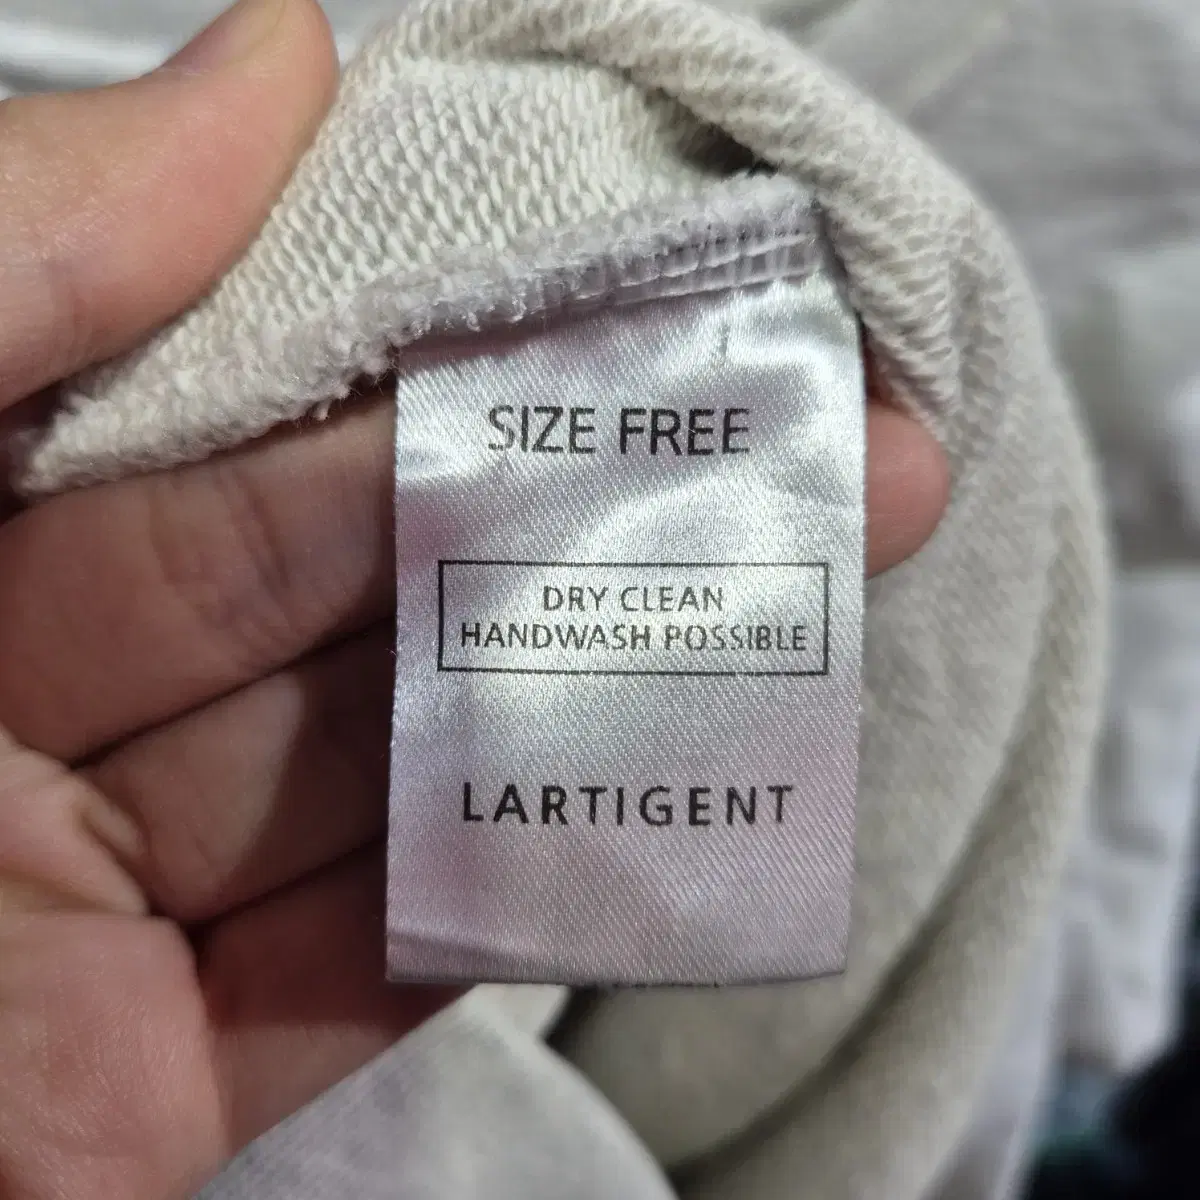 SIZE FREE
DRY CLEAN
HANDWASH POSSIBLE
LARTIGENT